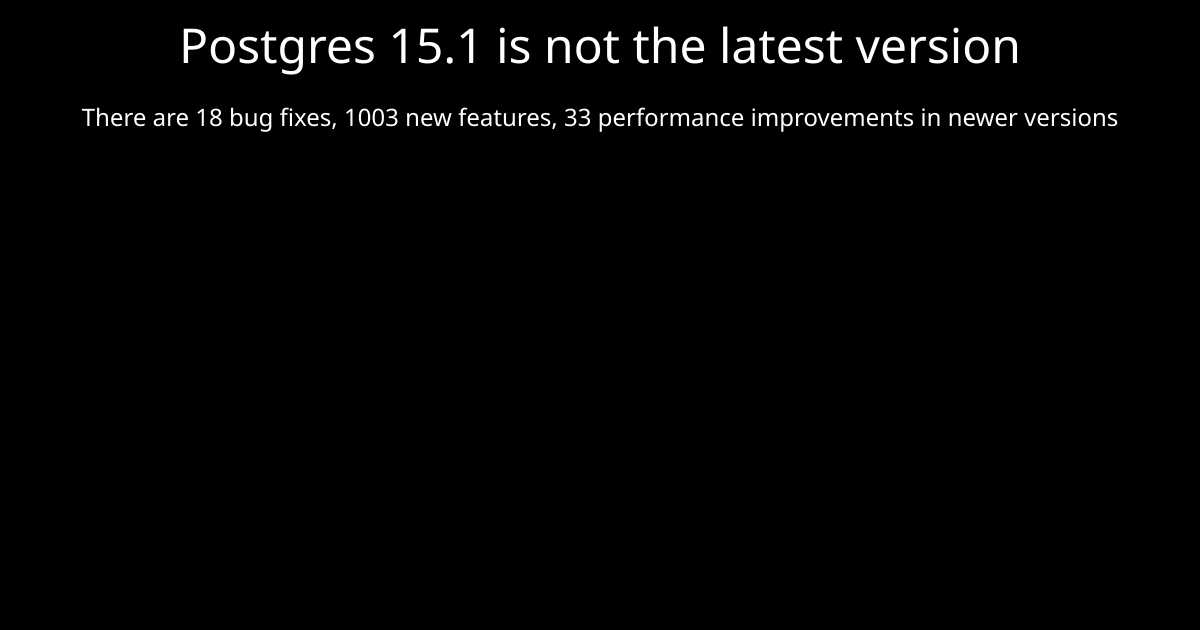 Postgres 15.1 is not the latest version
There are 18 bug fixes, 1003 new features, 33 performance improvements in newer versions